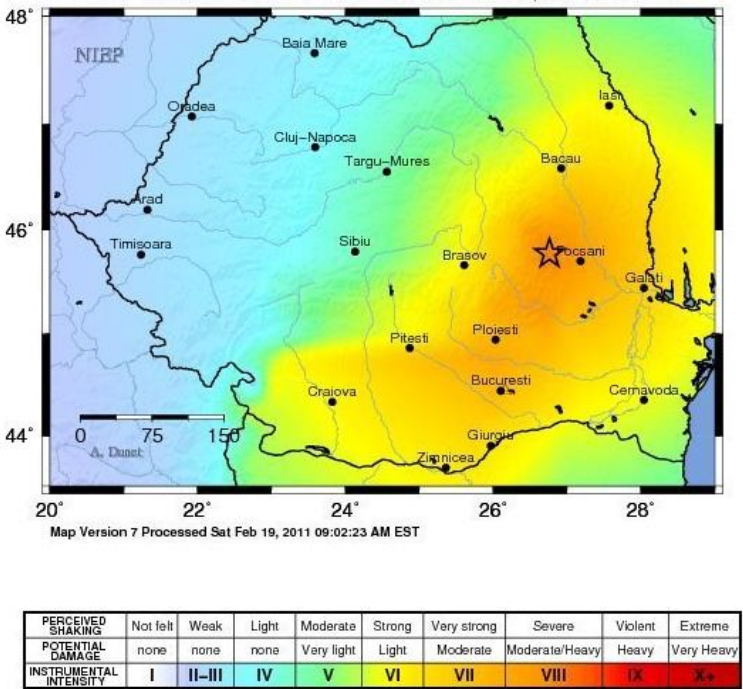 48°
NIEP
Baia Mare
Oradea
Iasi
Cluj-Napoca
Targu-Mures
Bacau
Arad
46°
Timisoara
Sibiu
Brasov
Focsani
Galati
Pitesti
Ploiesti
Craiova
Bucuresti
Cernavoda
0 75 150
44°
Giurgiu
Zimnicea
20° 22° 24° 26° 28°
Map Version 7 Processed Sat Feb 19, 2011 09:02:23 AM EST
PERCEIVED SHAKING Not felt Weak Light Moderate Strong Very strong Severe Violent Extreme
POTENTIAL DAMAGE none none none Very light Light Moderate Moderate/Heavy Heavy Very Heavy
INSTRUMENTAL INTENSITY I II-III IV V VI VII VIII IX X+